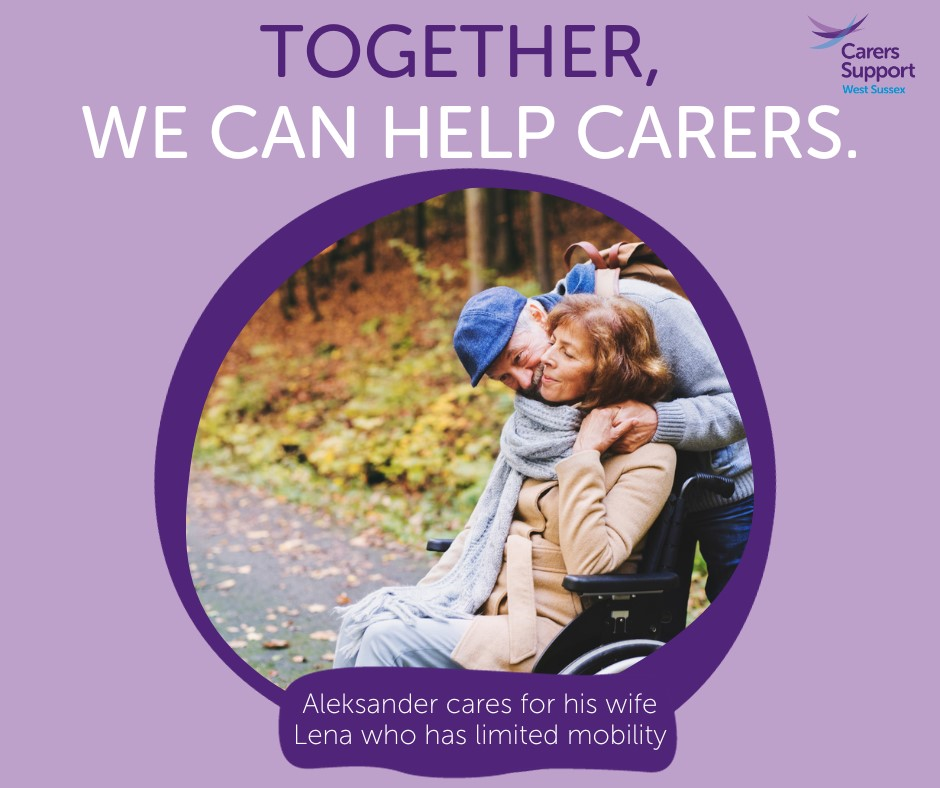 TOGETHER,
WE CAN HELP CARERS.
Carers
Support
West Sussex
Aleksander cares for his wife
Lena who has limited mobility